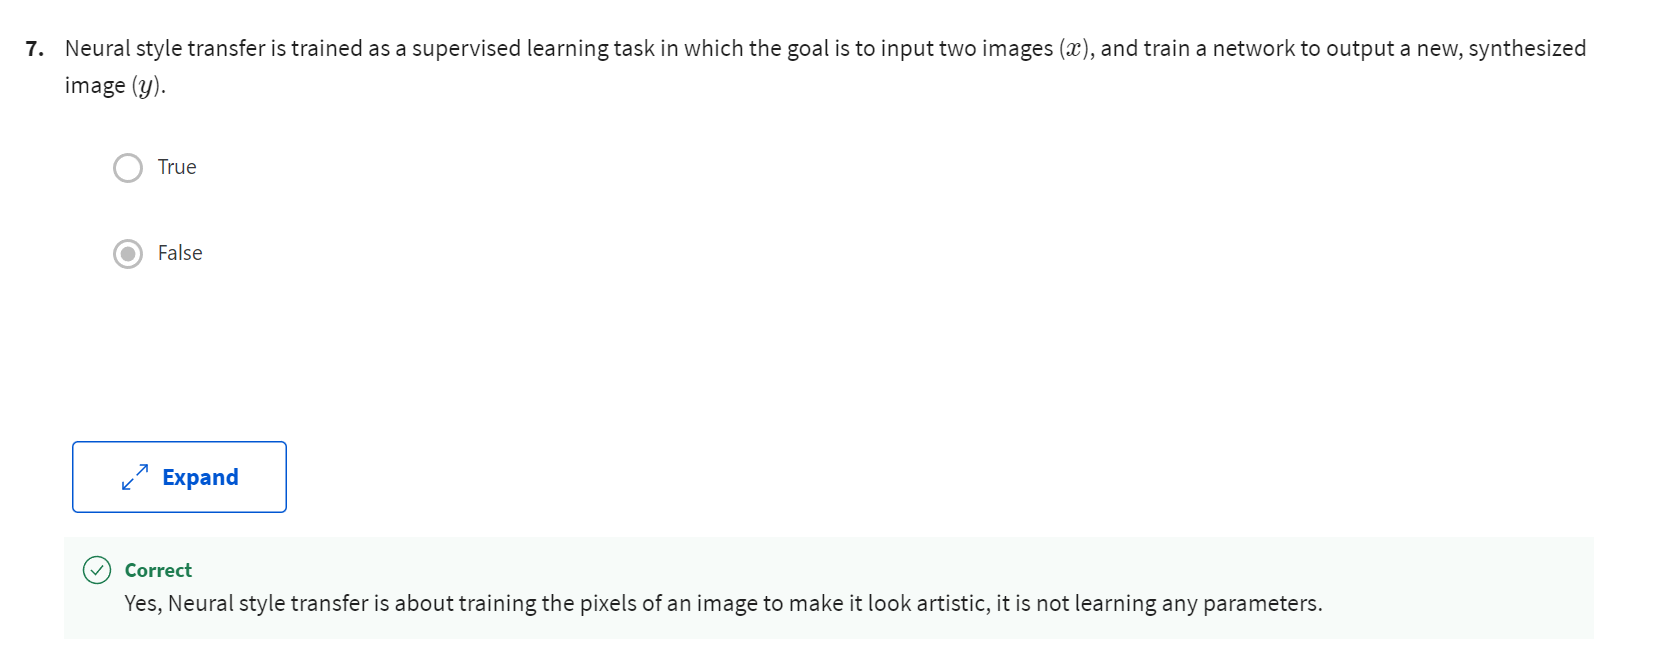 7. Neural style transfer is trained as a supervised learning task in which the goal is to input two images (x), and train a network to output a new, synthesized
image (y).
True
False
Expand
Correct
Yes, Neural style transfer is about training the pixels of an image to make it look artistic, it is not learning any parameters.